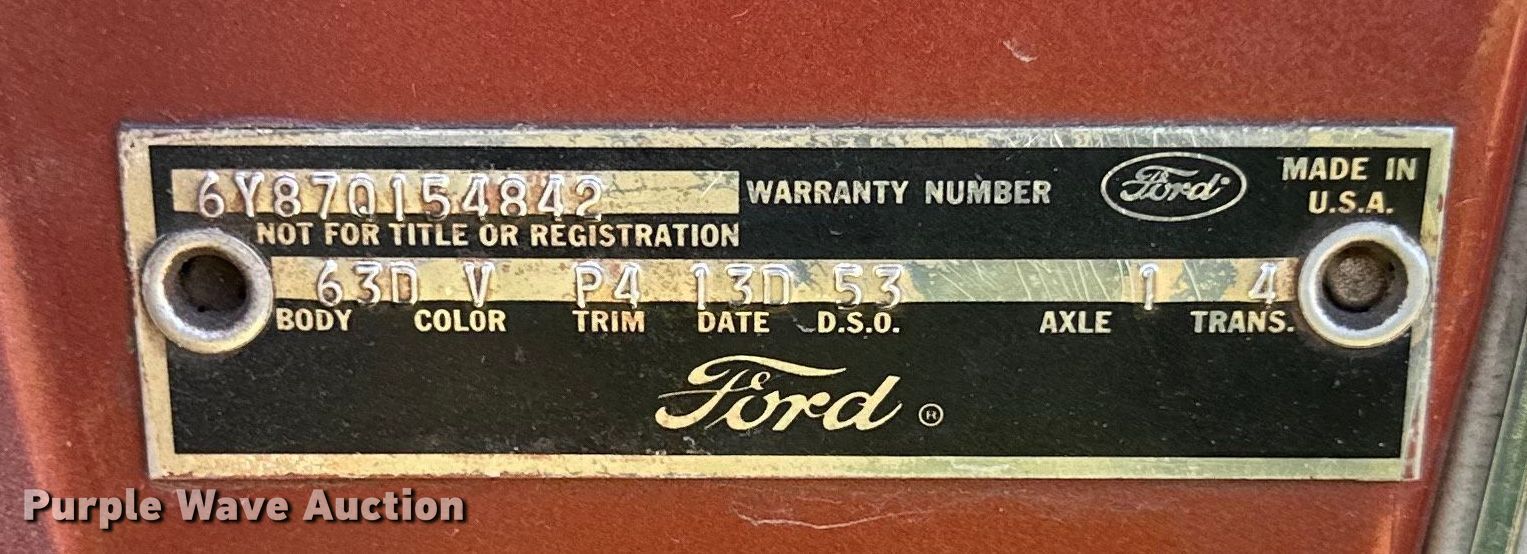 6Y87Q154842 WARRANTY NUMBER Ford MADE IN
U.S.A.
NOT FOR TITLE OR REGISTRATION
63D V P4 13D 53 1 4
BODY COLOR TRIM DATE D.S.O. AXLE TRANS.
Ford ®
Purple Wave Auction